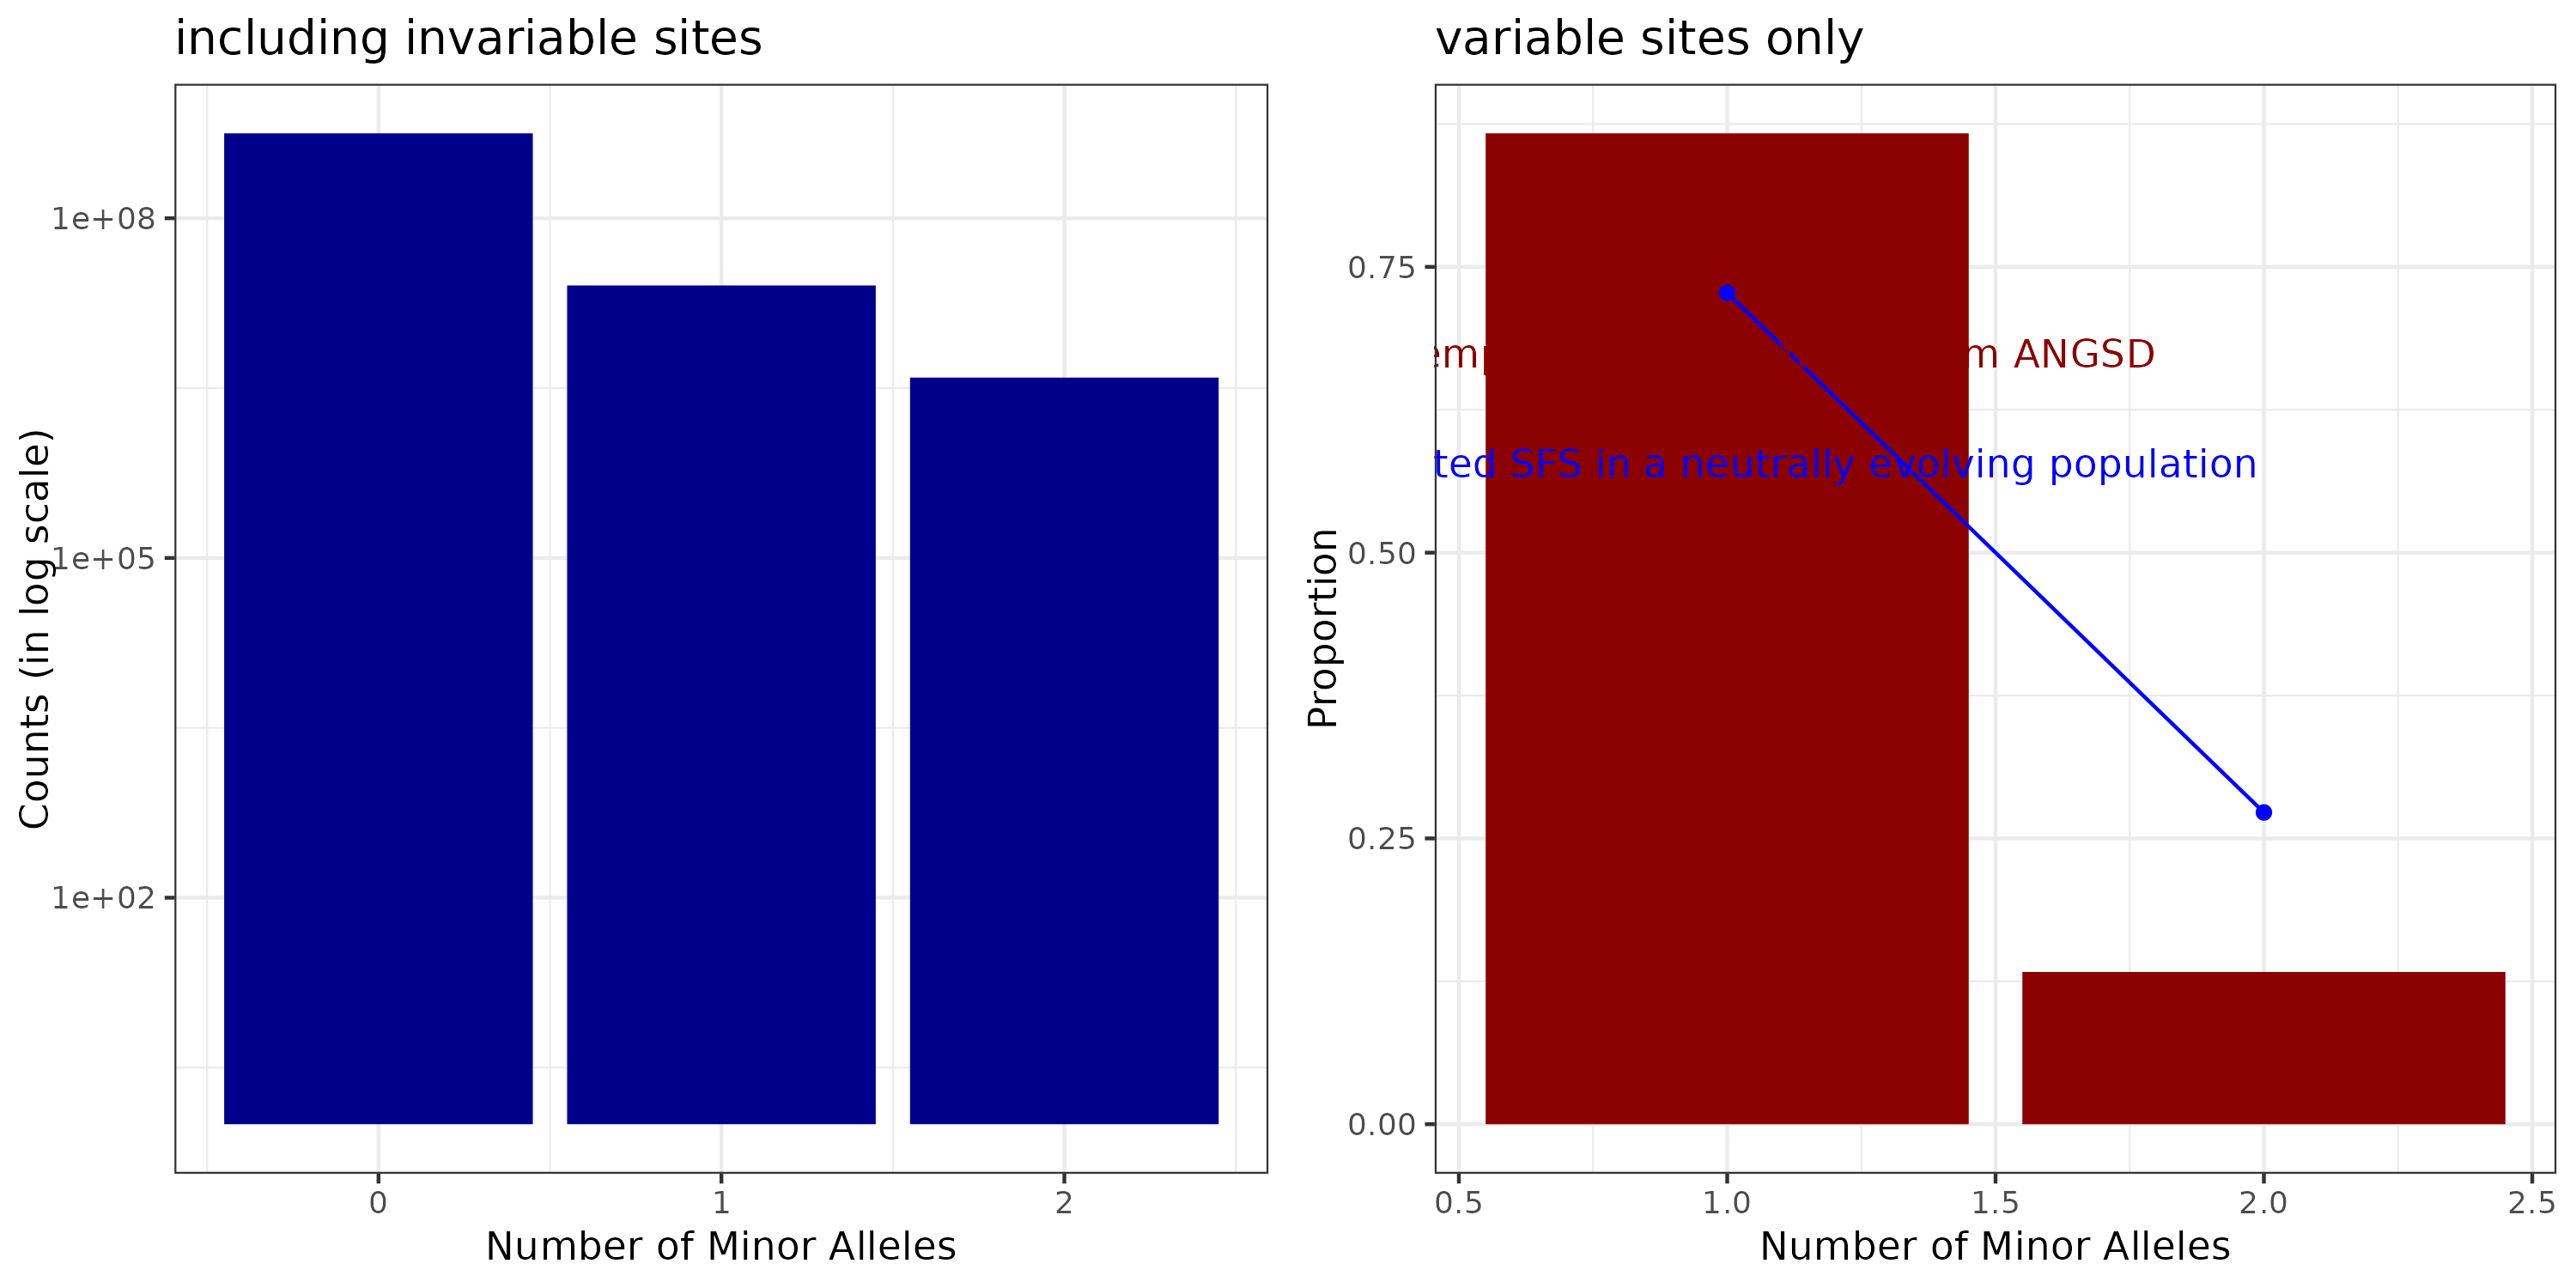 including invariable sites
Counts (in log scale)
1e+08
1e+05
1e+02
0 1 2
Number of Minor Alleles
variable sites only
Proportion
0.75
0.50
0.25
0.00
ANGSD
SFS in a neutrally evolving population
0.5 1.0 1.5 2.0 2.5
Number of Minor Alleles